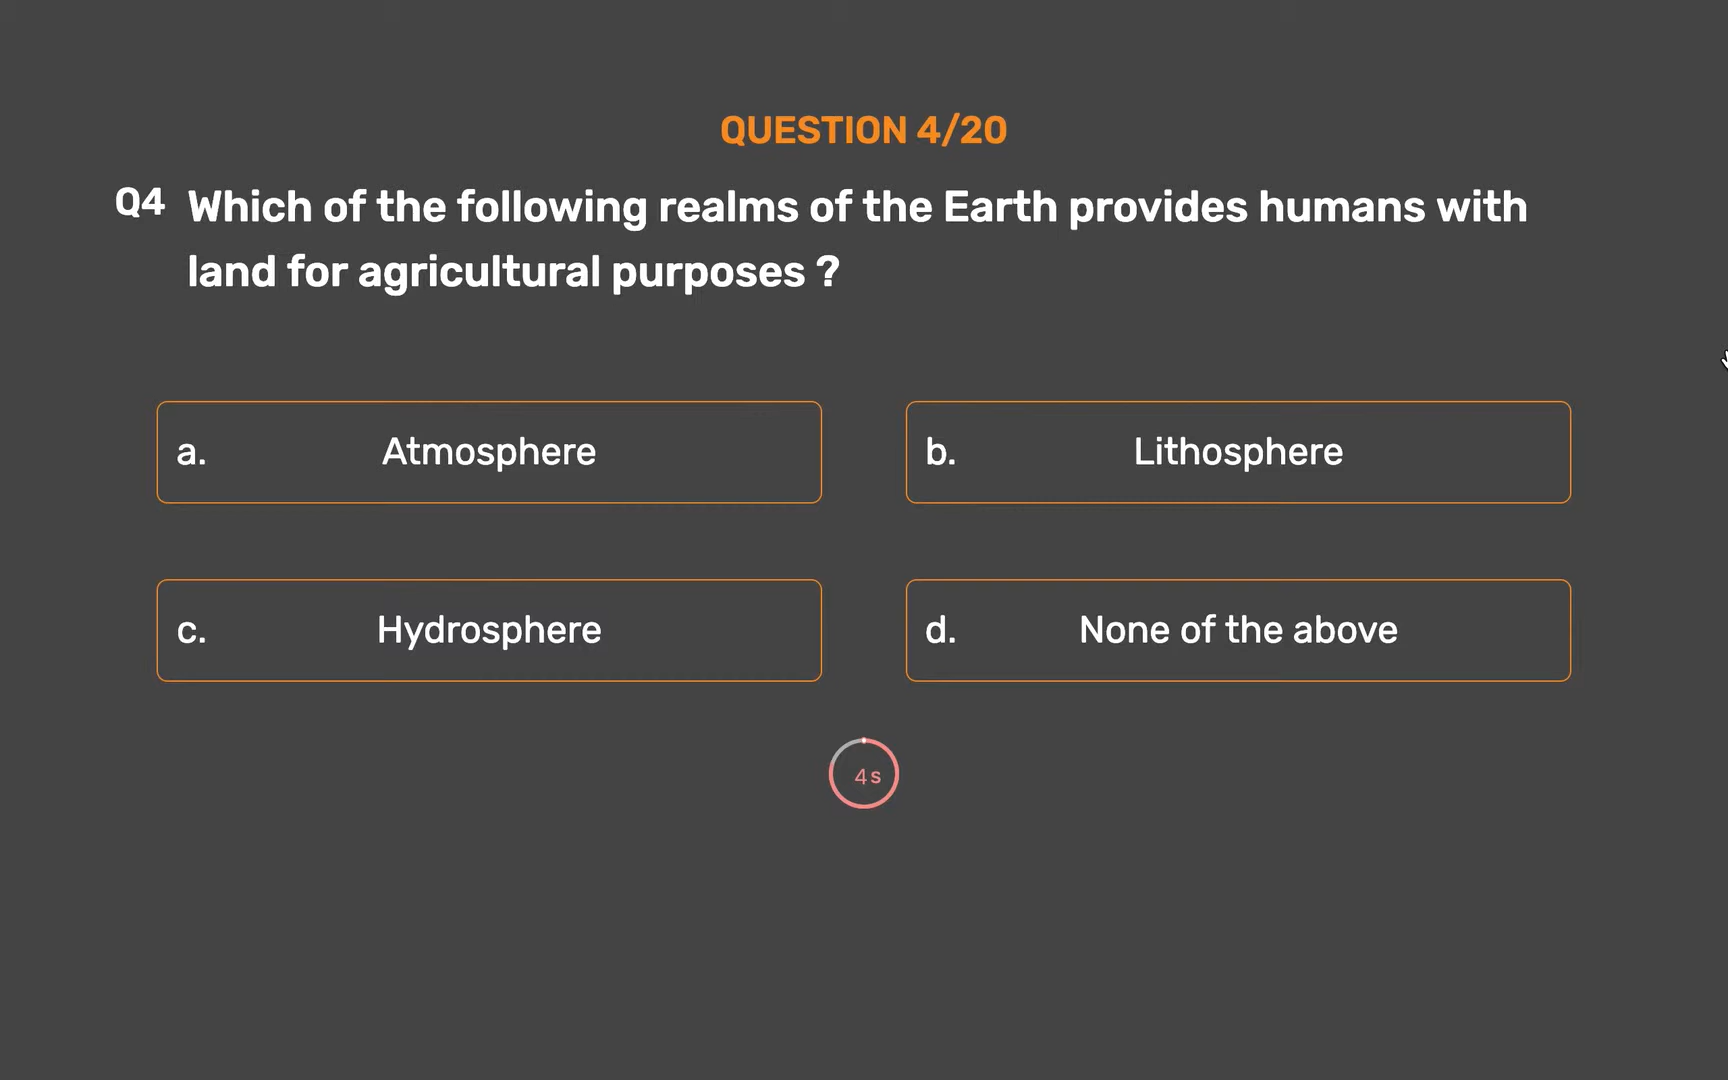 QUESTION 4/20
Q4 Which of the following realms of the Earth provides humans with
land for agricultural purposes ?
a. Atmosphere
b. Lithosphere
c. Hydrosphere
d. None of the above
4s